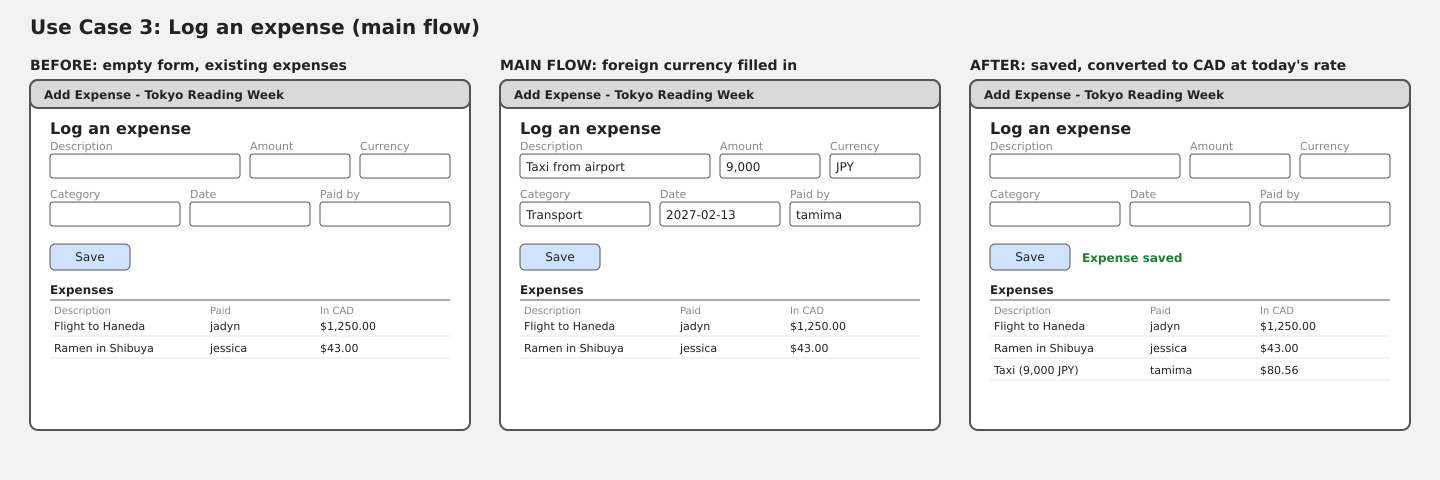 Use Case 3: Log an expense (main flow)
BEFORE: empty form, existing expenses
Add Expense - Tokyo Reading Week
Log an expense
Description Amount Currency
Category Date Paid by
Save
Expenses
Description Paid In CAD
Flight to Haneda jadyn $1,250.00
Ramen in Shibuya jessica $43.00
MAIN FLOW: foreign currency filled in
Add Expense - Tokyo Reading Week
Log an expense
Description Amount Currency
Taxi from airport 9,000 JPY
Category Date Paid by
Transport 2027-02-13 tamima
Save
Expenses
Description Paid In CAD
Flight to Haneda jadyn $1,250.00
Ramen in Shibuya jessica $43.00
AFTER: saved, converted to CAD at today's rate
Add Expense - Tokyo Reading Week
Log an expense
Description Amount Currency
Category Date Paid by
Save Expense saved
Expenses
Description Paid In CAD
Flight to Haneda jadyn $1,250.00
Ramen in Shibuya jessica $43.00
Taxi (9,000 JPY) tamima $80.56